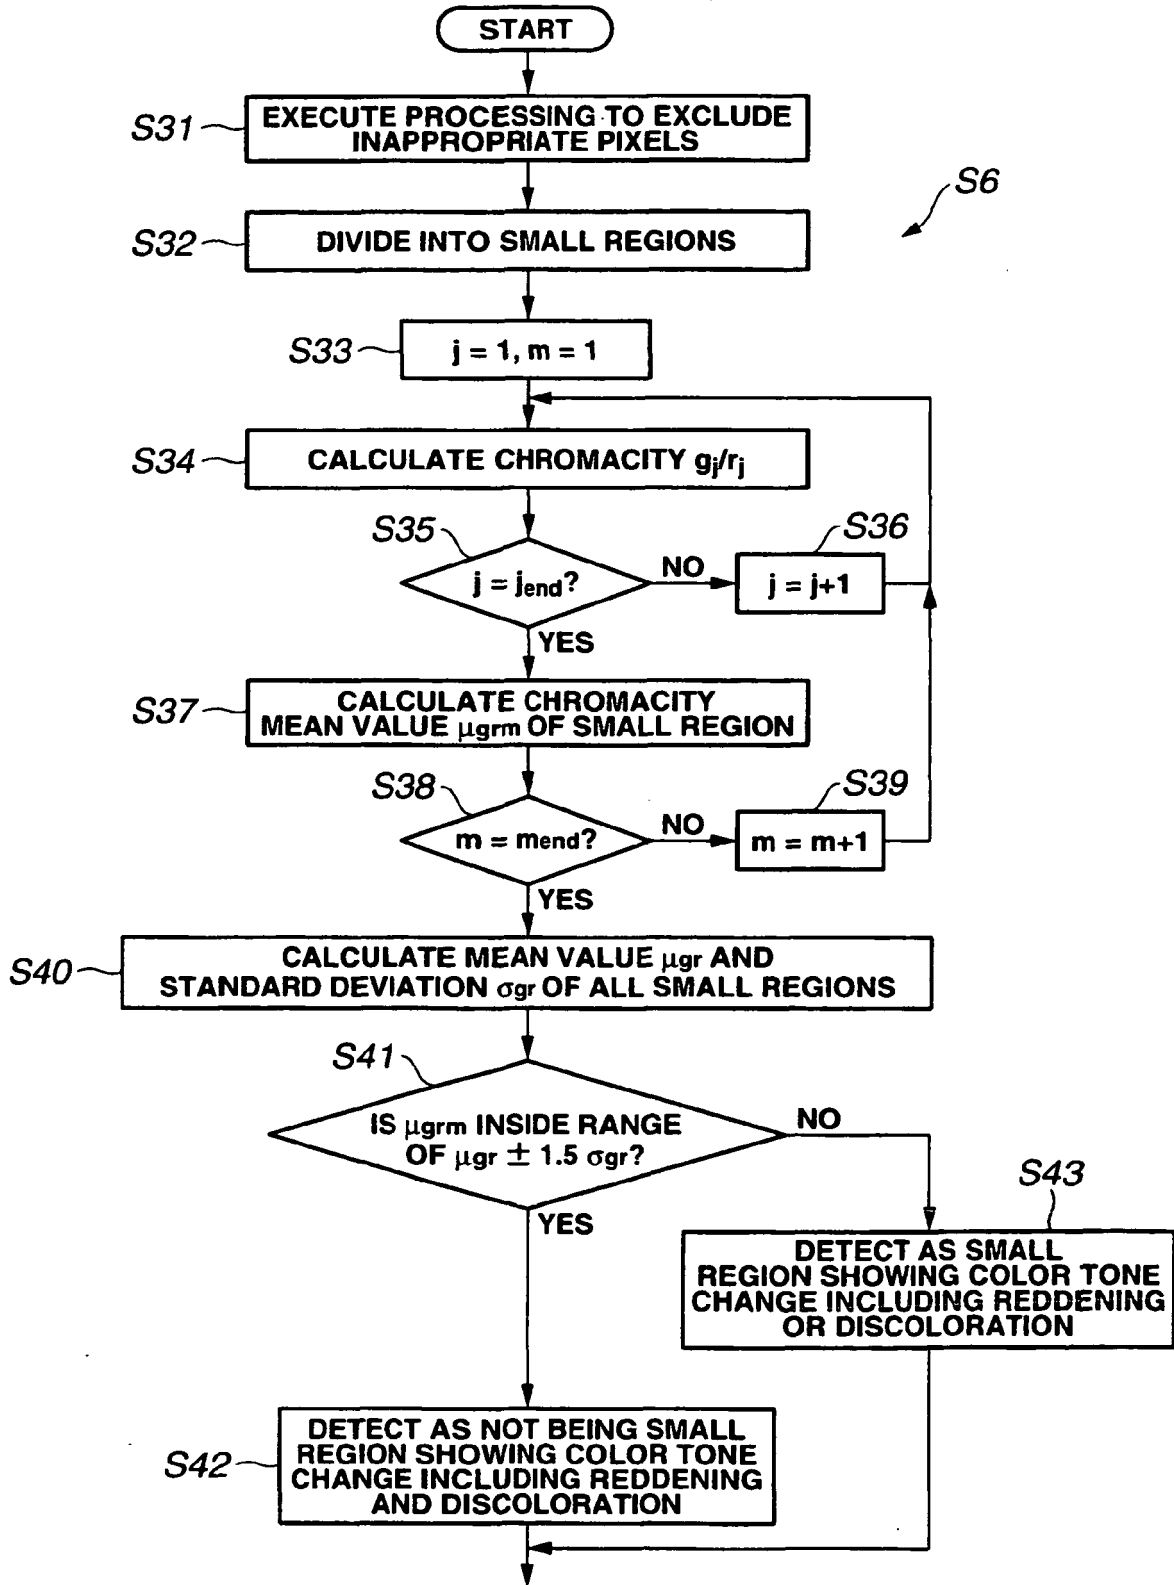 START
S31
EXECUTE PROCESSING TO EXCLUDE
INAPPROPRIATE PIXELS
S6
S32
DIVIDE INTO SMALL REGIONS
S33
j = 1, m = 1
S34
CALCULATE CHROMACITY gj/rj
S35
S36
j = jend?
NO
j = j+1
YES
S37
CALCULATE CHROMACITY
MEAN VALUE μgrm OF SMALL REGION
S38
S39
m = mend?
NO
m = m+1
YES
S40
CALCULATE MEAN VALUE μgr AND
STANDARD DEVIATION σgr OF ALL SMALL REGIONS
S41
IS μgrm INSIDE RANGE
OF μgr ± 1.5 σgr?
NO
YES
S43
DETECT AS SMALL
REGION SHOWING COLOR TONE
CHANGE INCLUDING REDDENING
OR DISCOLORATION
S42
DETECT AS NOT BEING SMALL
REGION SHOWING COLOR TONE
CHANGE INCLUDING REDDENING
AND DISCOLORATION